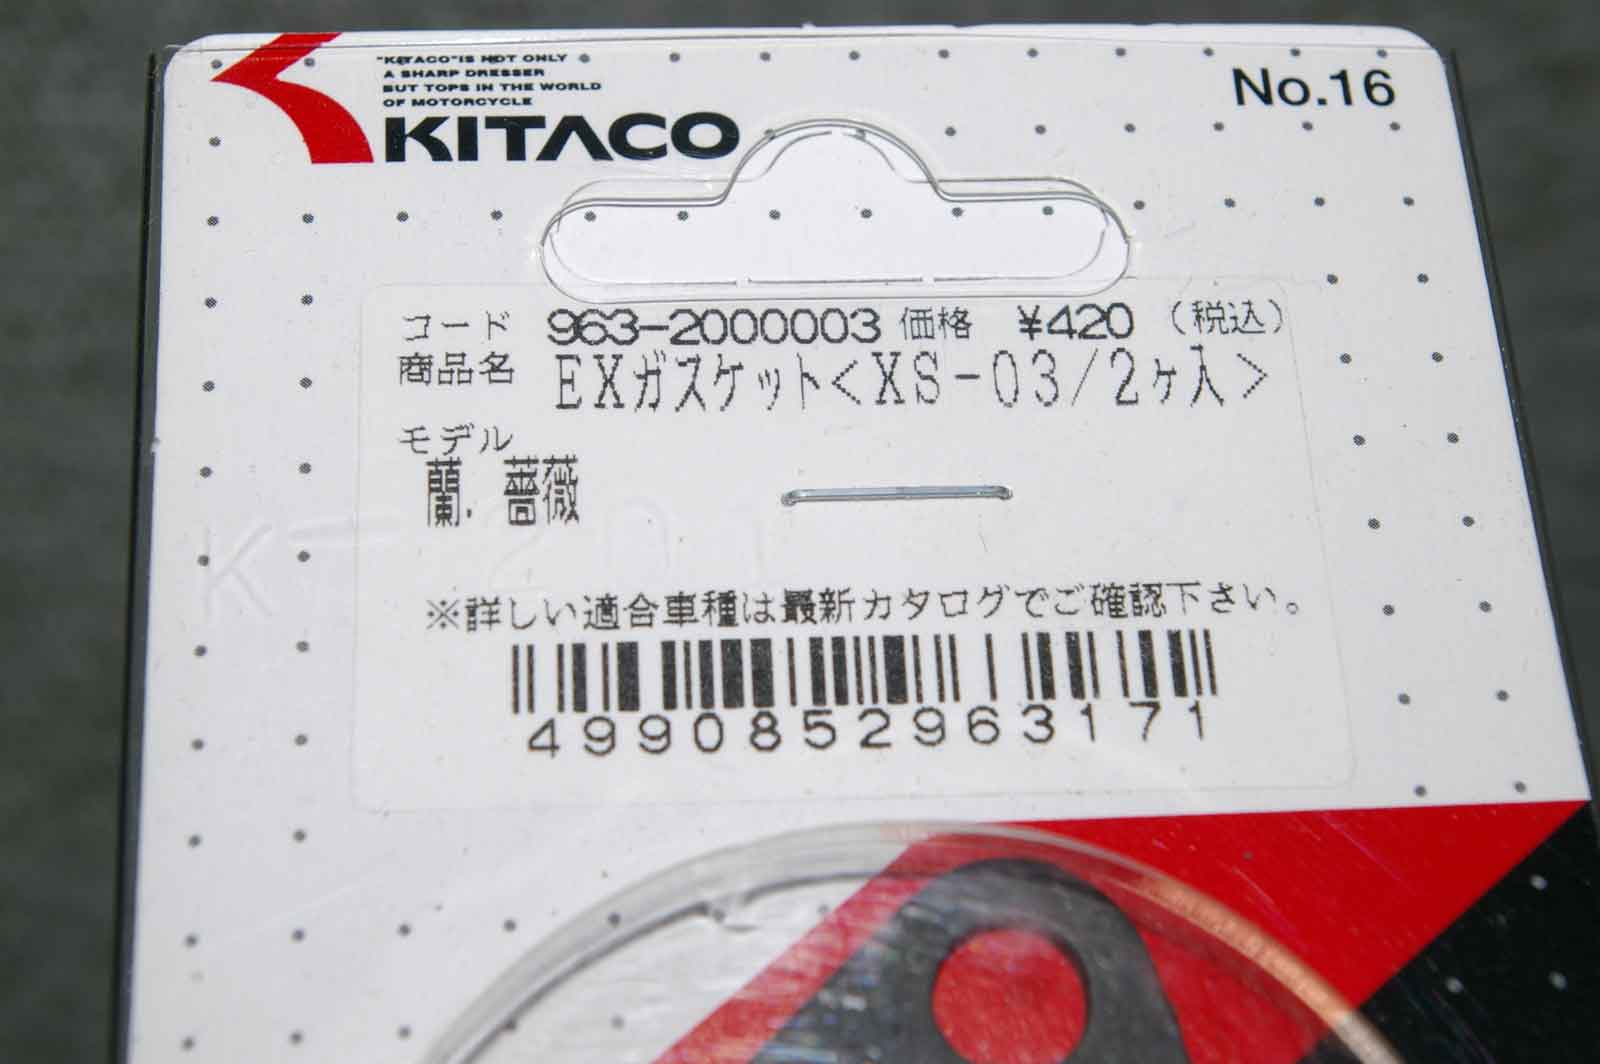 "KITACO" IS NOT ONLY
A SHARP DRESSER
BUT TOPS IN THE WORLD
OF MOTORCYCLE
KITACO
No.16
コード 963-2000003 価格 ¥420 (税込)
商品名 EXガスケット<XS-03/2ヶ入>
モデル
蘭. 薔薇
※詳しい適合車種は最新カタログでご確認下さい。
4990852963171